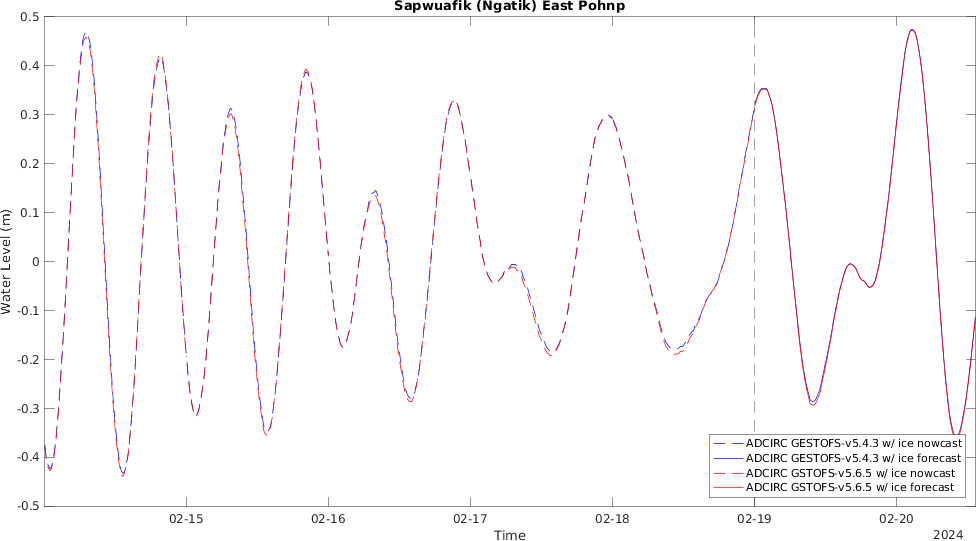 Sapwuafik (Ngatik) East Pohnp
0.5
0.4
0.3
0.2
0.1
0
-0.1
-0.2
-0.3
-0.4
-0.5
Water Level (m)
ADCIRC GESTOFS-v5.4.3 w/ ice nowcast
ADCIRC GESTOFS-v5.4.3 w/ ice forecast
ADCIRC GSTOFS-v5.6.5 w/ ice nowcast
ADCIRC GSTOFS-v5.6.5 w/ ice forecast
02-15 02-16 02-17 02-18 02-19 02-20
Time
2024